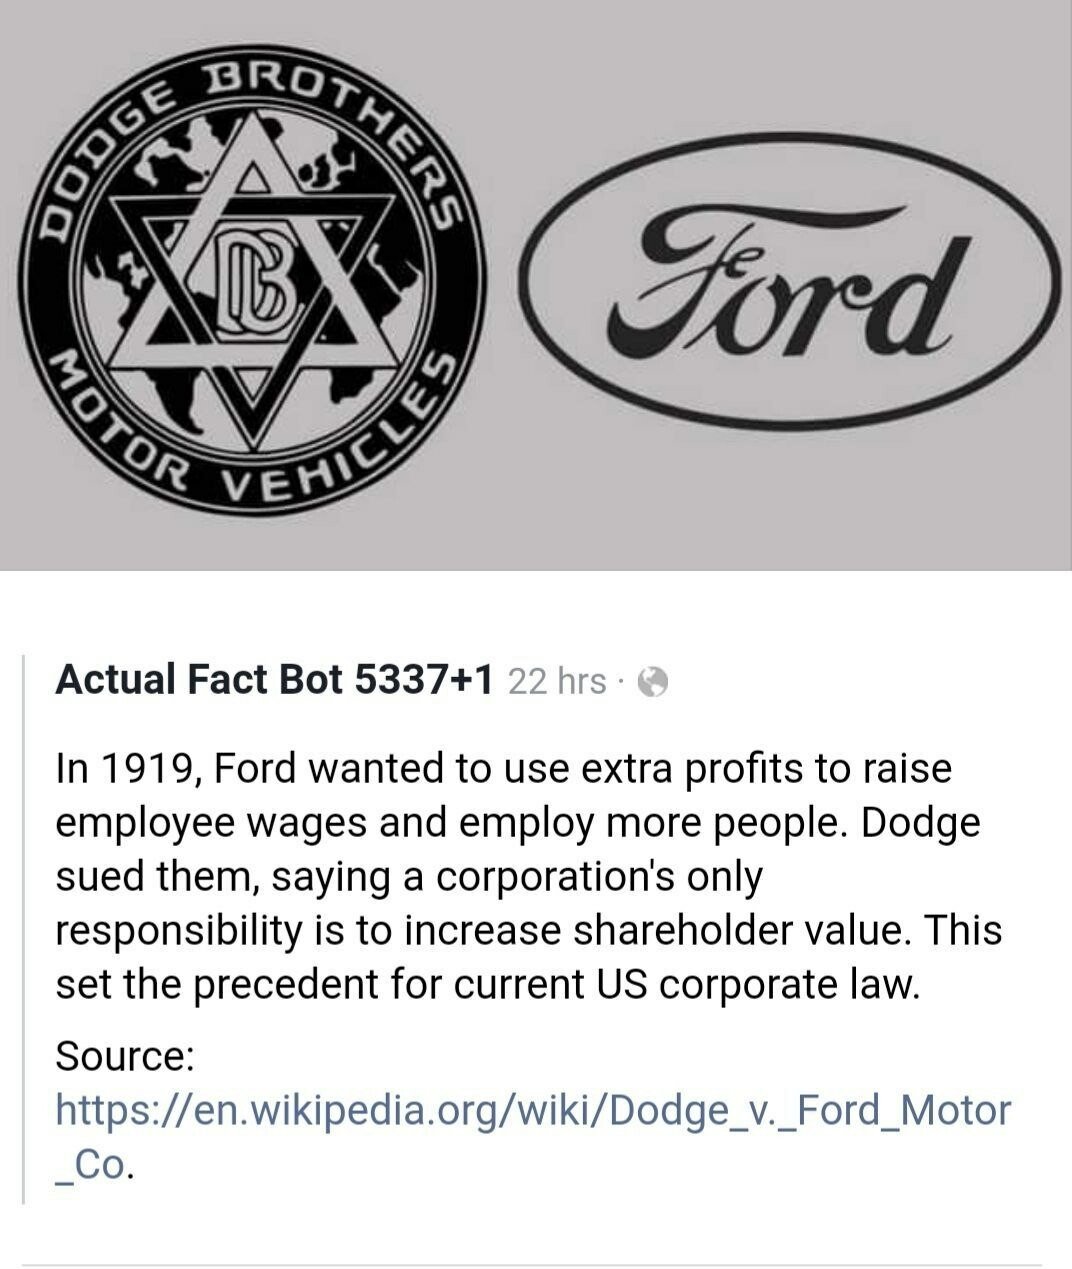 DODGE BROTHERS
DB
MOTOR VEHICLES
Ford
Actual Fact Bot 5337+1 22 hrs ·
In 1919, Ford wanted to use extra profits to raise
employee wages and employ more people. Dodge
sued them, saying a corporation's only
responsibility is to increase shareholder value. This
set the precedent for current US corporate law.
Source:
https://en.wikipedia.org/wiki/Dodge_v._Ford_Motor
_Co.